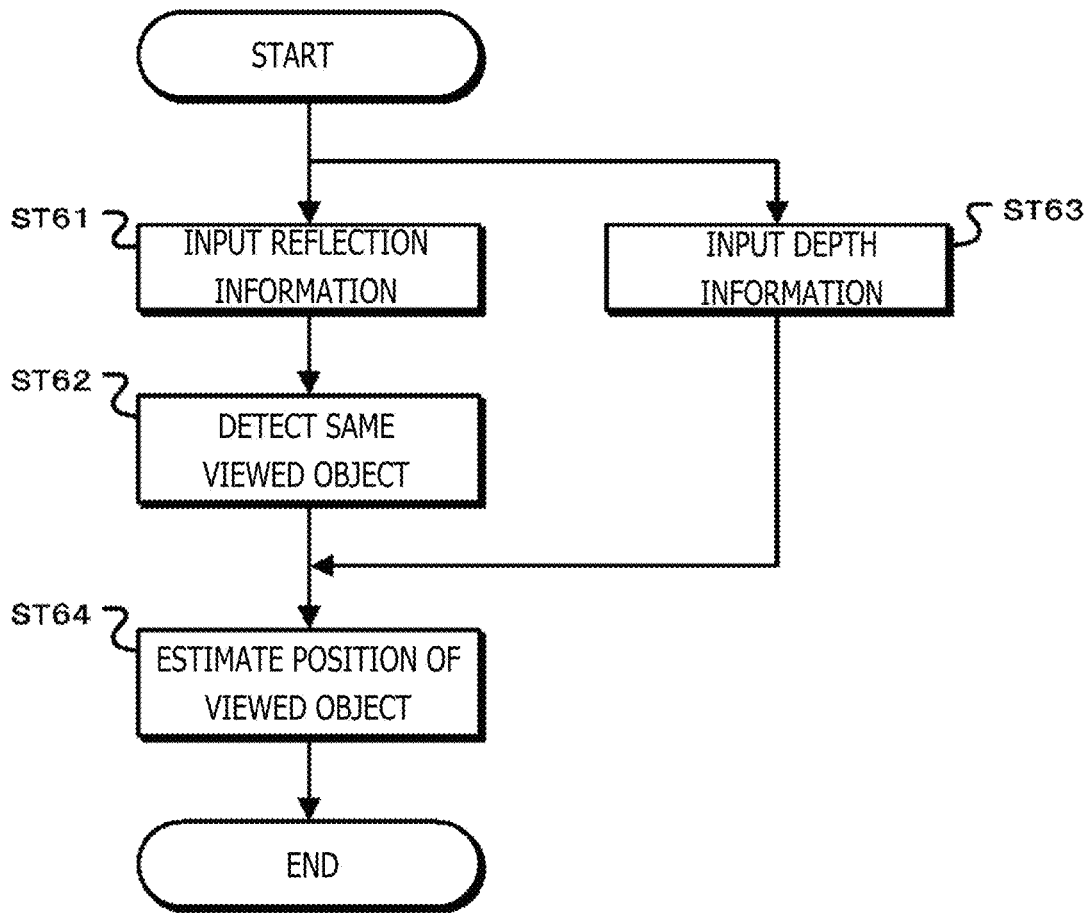 START
ST61
INPUT REFLECTION
INFORMATION
ST63
INPUT DEPTH
INFORMATION
ST62
DETECT SAME
VIEWED OBJECT
ST64
ESTIMATE POSITION OF
VIEWED OBJECT
END